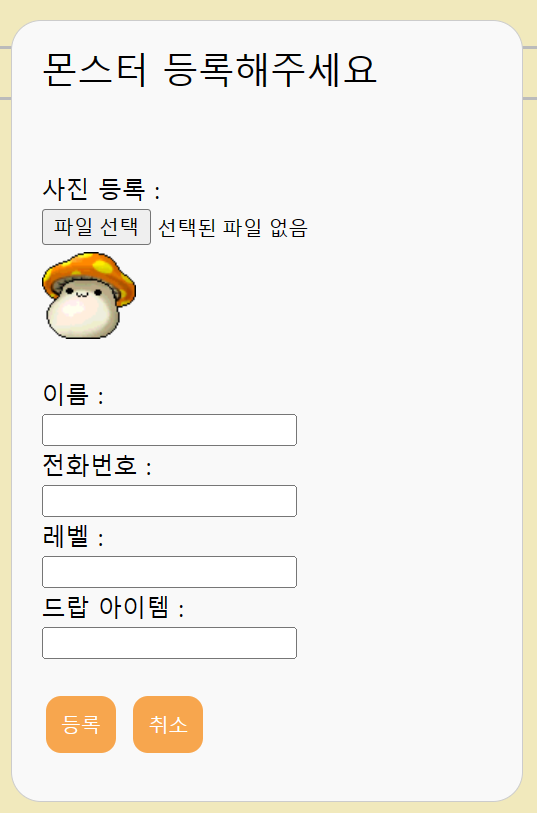 몬스터 등록해주세요
사진 등록 :
파일 선택 선택된 파일 없음
이름 :
전화번호 :
레벨 :
드랍 아이템 :
등록 취소